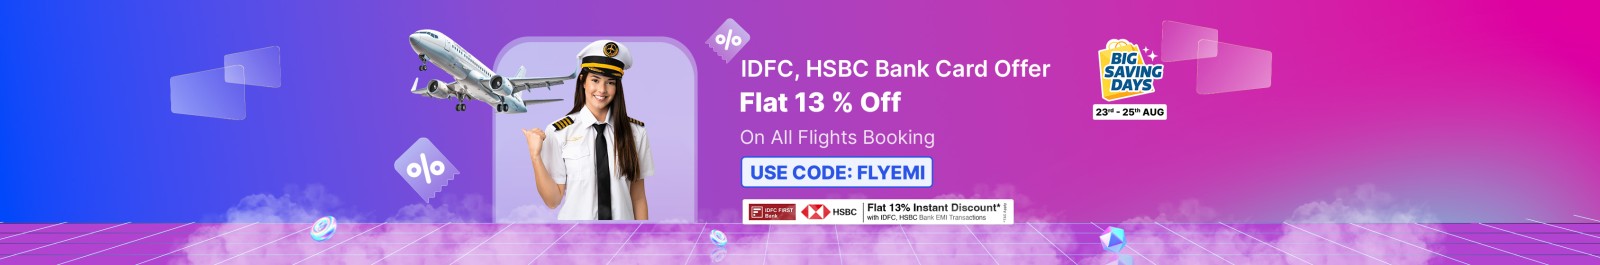 IDFC, HSBC Bank Card Offer
Flat 13 % Off
On All Flights Booking
USE CODE: FLYEMI
IDFC FIRST
Bank
HSBC
Flat 13% Instant Discount*
with IDFC, HSBC Bank EMI Transactions
BIG
SAVING
DAYS
23rd - 25th AUG